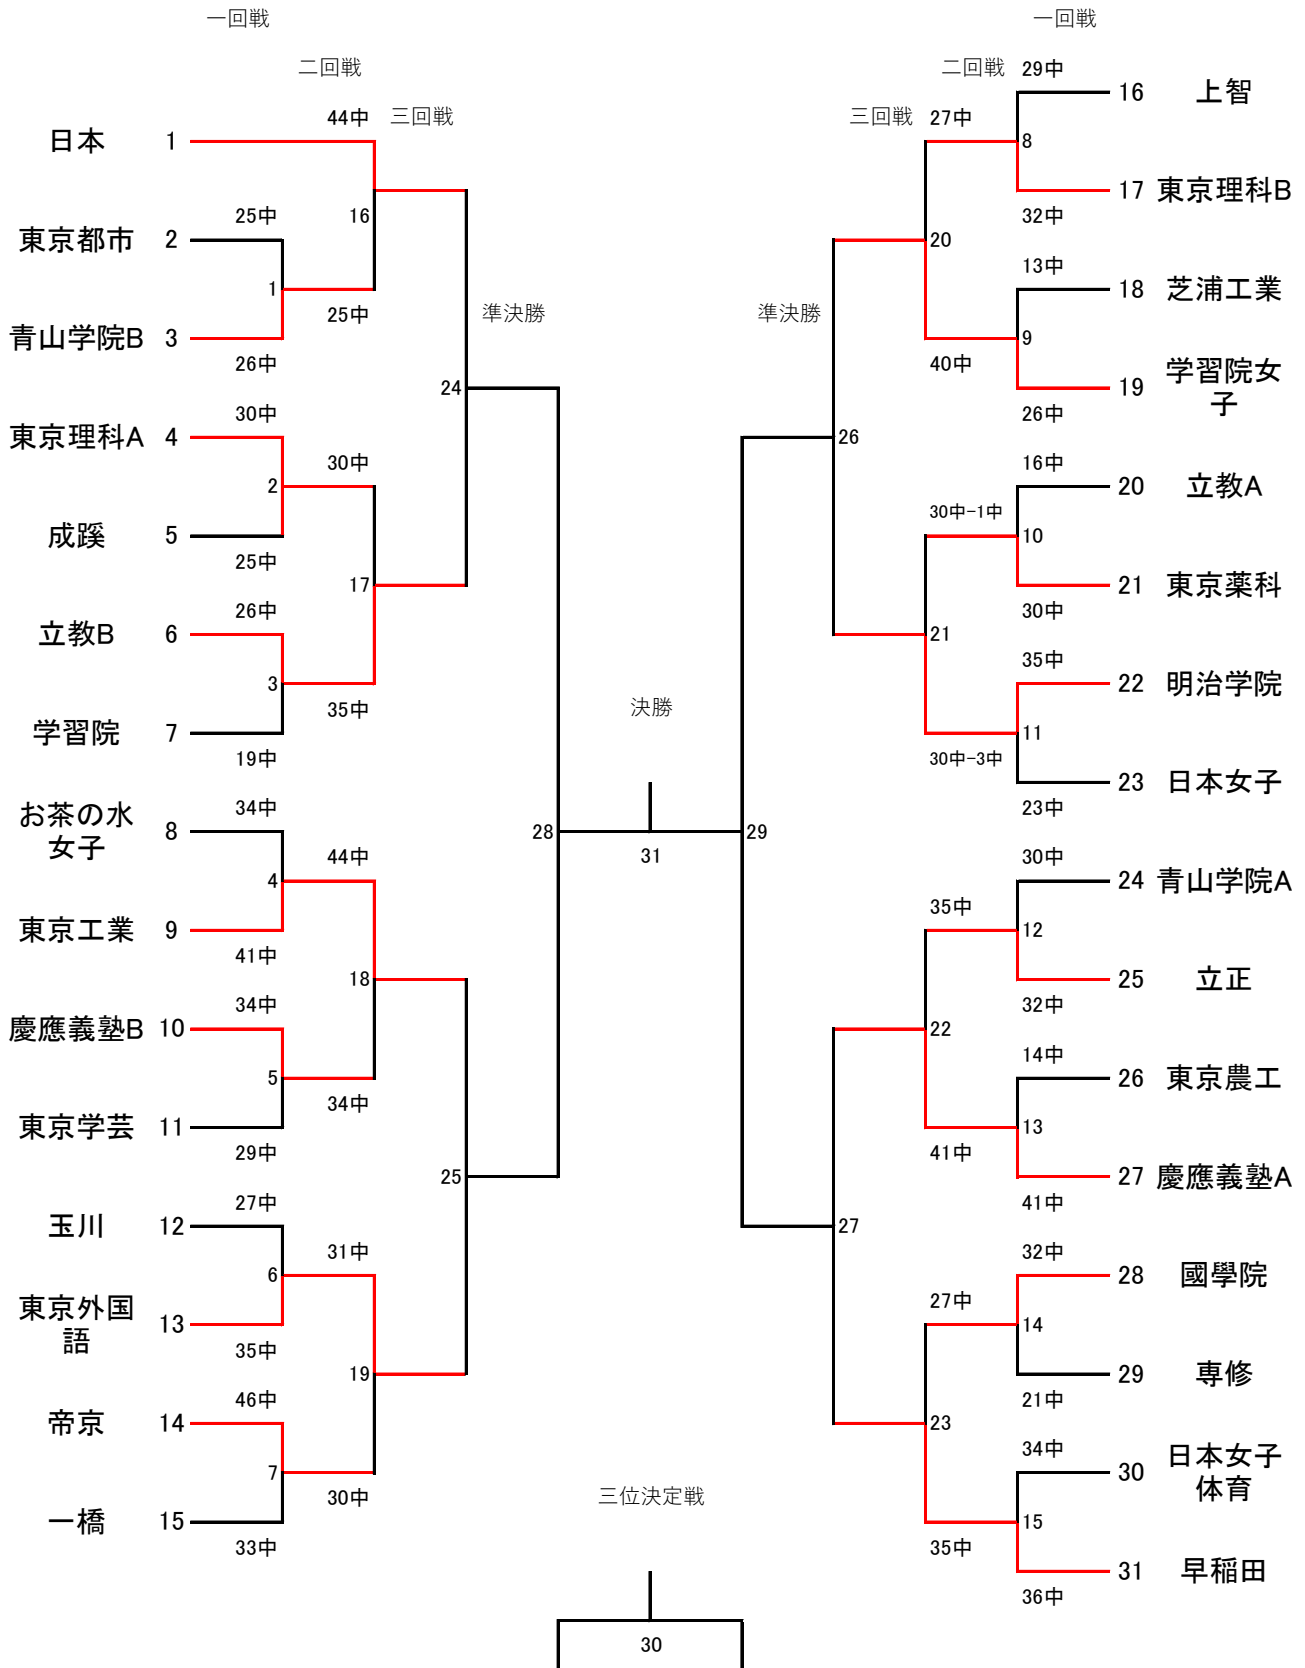 一回戦
一回戦
二回戦
二回戦
三回戦
三回戦
準決勝
準決勝
決勝
三位決定戦
日本 1
44中
25中
東京都市 2
16
1
25中
青山学院B 3
26中
24
30中
東京理科A 4
30中
2
成蹊 5
25中
17
26中
立教B 6
3
35中
学習院 7
19中
お茶の水
女子
8
34中
44中
28
4
東京工業 9
41中
18
34中
慶應義塾B 10
5
34中
東京学芸 11
29中
25
27中
玉川 12
31中
6
東京外国
語
13
35中
19
46中
帝京 14
7
30中
一橋 15
33中
31
30
29中
16 上智
27中
8
17 東京理科B
32中
20
13中
18 芝浦工業
9
40中
19 学習院女
子
26中
26
16中
20 立教A
30中-1中
10
21 東京薬科
30中
21
35中
22 明治学院
11
30中-3中
23 日本女子
23中
29
30中
24 青山学院A
35中
12
25 立正
32中
22
14中
26 東京農工
13
41中
27 慶應義塾A
41中
27
32中
28 國學院
27中
14
29 専修
21中
23
34中
30 日本女子
体育
15
35中
31 早稲田
36中